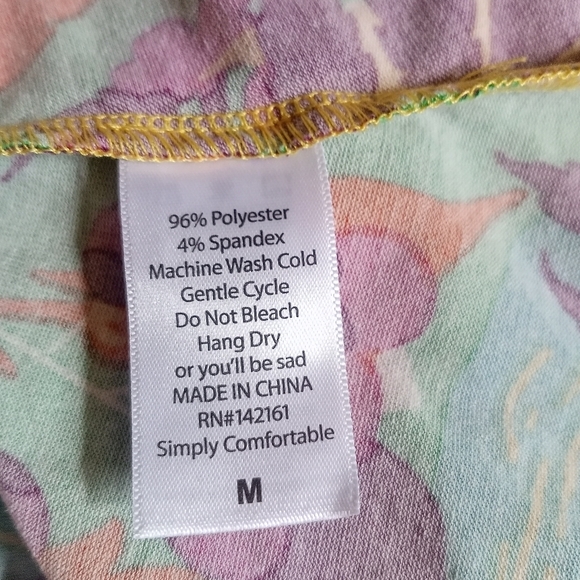 96% Polyester
4% Spandex
Machine Wash Cold
Gentle Cycle
Do Not Bleach
Hang Dry
or you'll be sad
MADE IN CHINA
RN#142161
Simply Comfortable
M